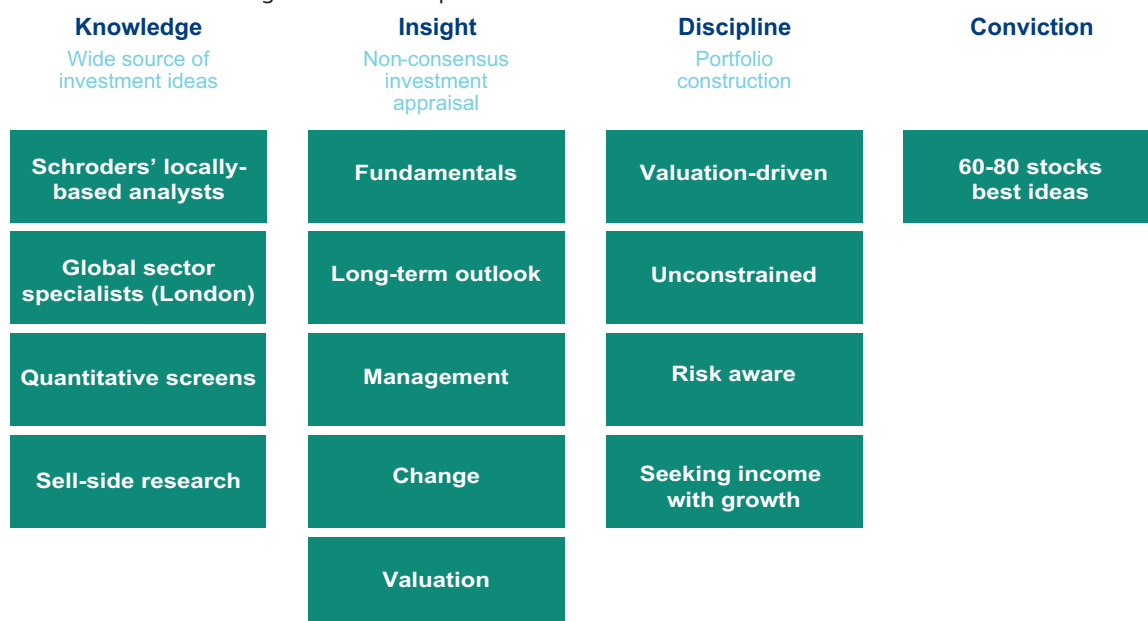 Knowledge
Wide source of
investment ideas
Schroders’ locally-
based analysts
Global sector
specialists (London)
Quantitative screens
Sell-side research
Insight
Non-consensus
investment
appraisal
Fundamentals
Long-term outlook
Management
Change
Valuation
Discipline
Portfolio
construction
Valuation-driven
Unconstrained
Risk aware
Seeking income
with growth
Conviction
60-80 stocks
best ideas